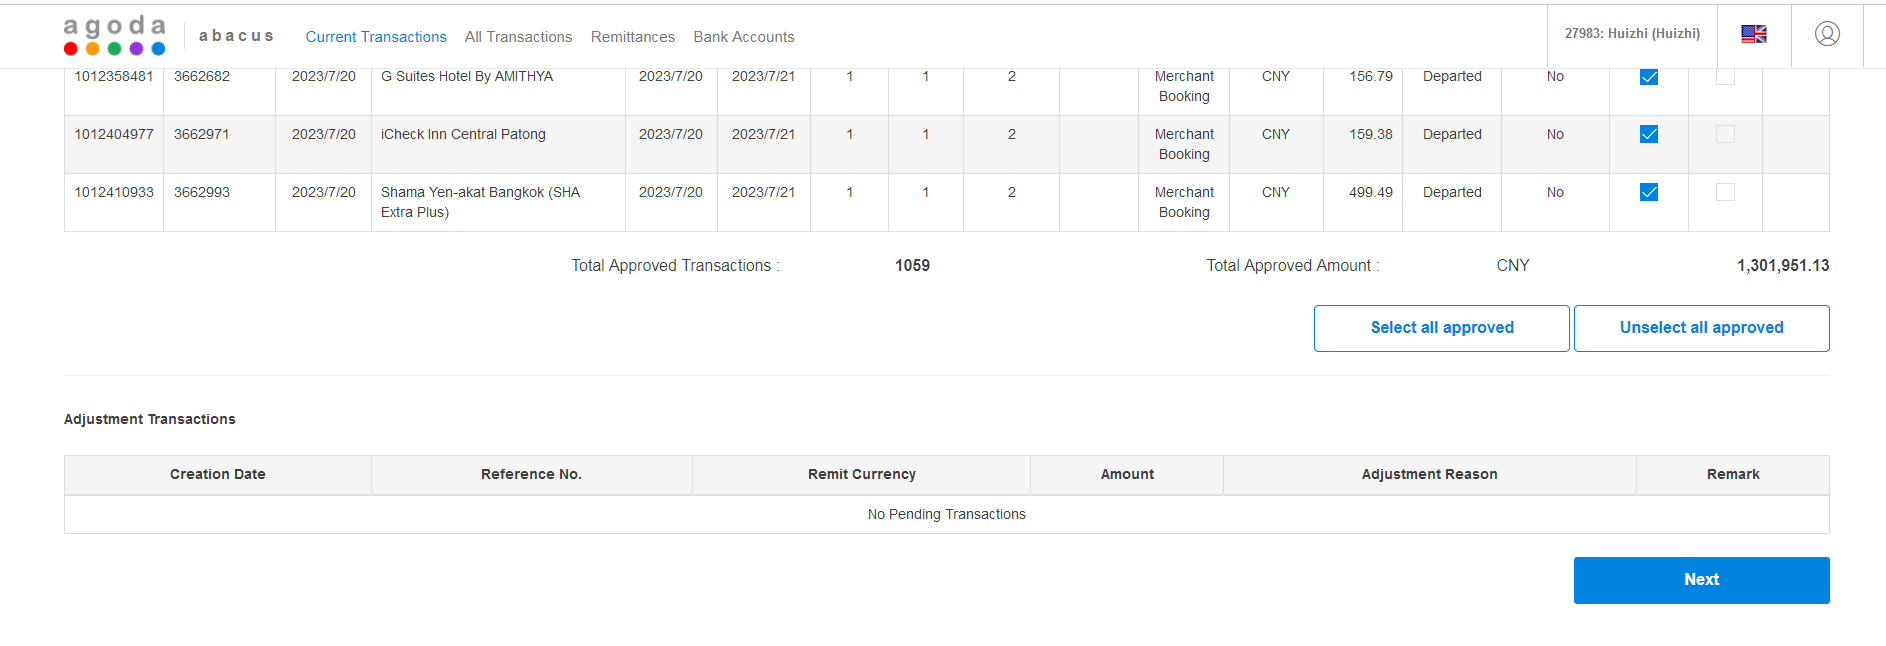 agoda abacus Current Transactions All Transactions Remittances Bank Accounts 27983: Huizhi (Huizhi)
1012358481 3662682 2023/7/20 G Suites Hotel By AMITHYA 2023/7/20 2023/7/21 1 1 2 Merchant CNY 156.79 Departed No
Booking
1012404977 3662971 2023/7/20 iCheck Inn Central Patong 2023/7/20 2023/7/21 1 1 2 Merchant CNY 159.38 Departed No
Booking
1012410933 3662993 2023/7/20 Shama Yen-akat Bangkok (SHA 2023/7/20 2023/7/21 1 1 2 Merchant CNY 499.49 Departed No
Extra Plus) Booking
Total Approved Transactions : 1059 Total Approved Amount : CNY 1,301,951.13
Select all approved Unselect all approved
Adjustment Transactions
Creation Date Reference No. Remit Currency Amount Adjustment Reason Remark
No Pending Transactions
Next